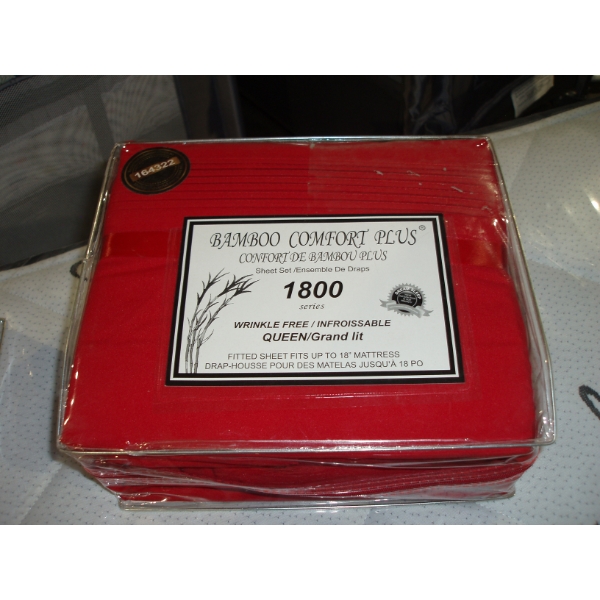 164322
BAMBOO COMFORT PLUS®
CONFORT DE BAMBOU PLUS
Sheet Set /Ensemble De Draps
1800
series
WRINKLE FREE / INFROISSABLE
QUEEN/Grand lit
FITTED SHEET FITS UP TO 18" MATTRESS
DRAP-HOUSSE POUR DES MATELAS JUSQU'À 18 PO